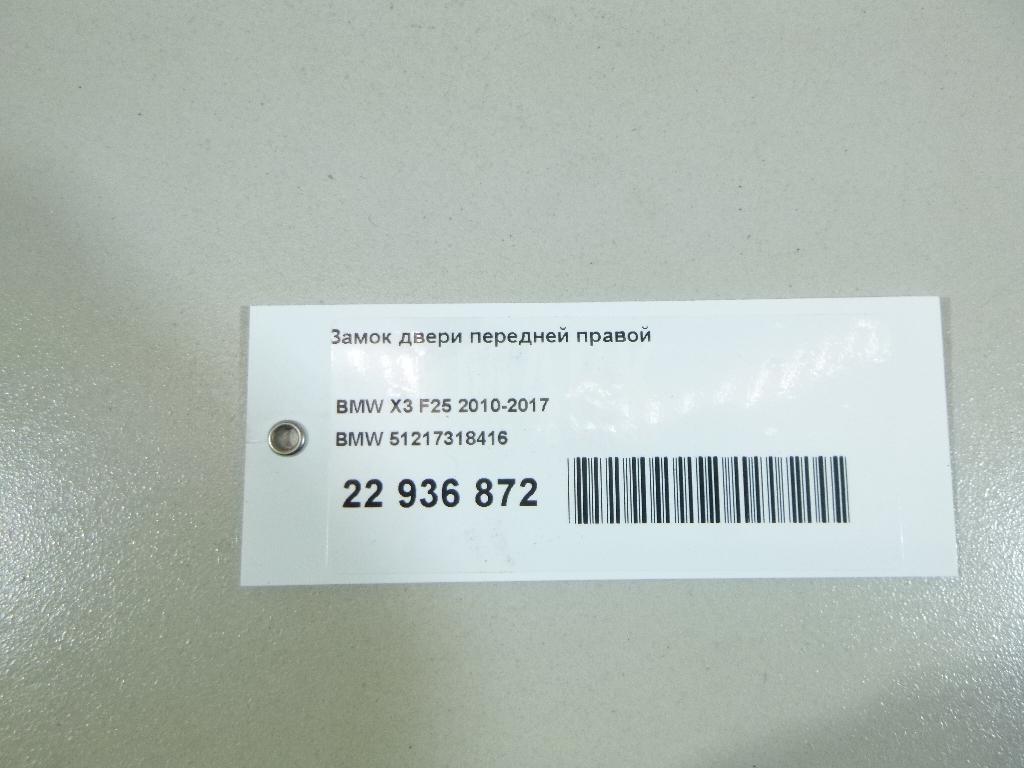 Замок двери передней правой
BMW X3 F25 2010-2017
BMW 51217318416
22 936 872